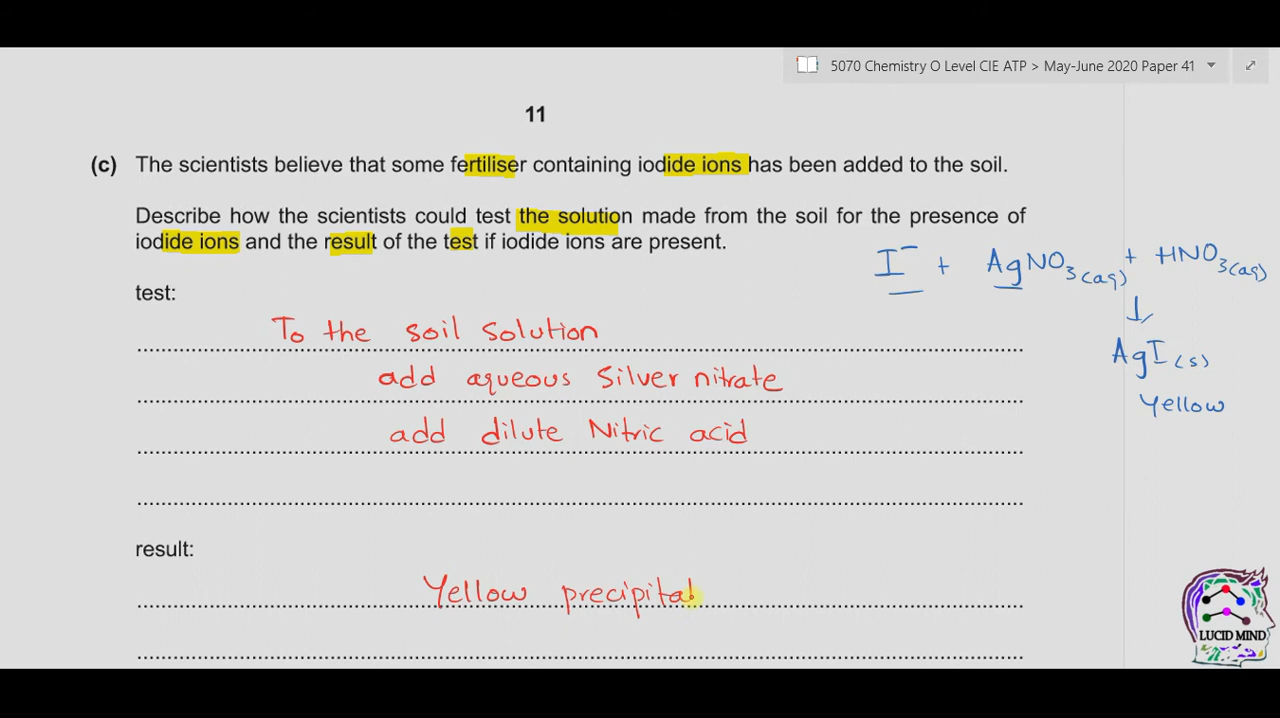 5070 Chemistry O Level CIE ATP > May-June 2020 Paper 41
11
(c) The scientists believe that some fertiliser containing iodide ions has been added to the soil.
Describe how the scientists could test the solution made from the soil for the presence of
iodide ions and the result of the test if iodide ions are present.
I⁻ + AgNO₃(aq) + HNO₃(aq)
↓
AgI(s)
Yellow
test:
To the soil solution
add aqueous Silver nitrate
add dilute Nitric acid
result:
Yellow precipitat
LUCID MIND